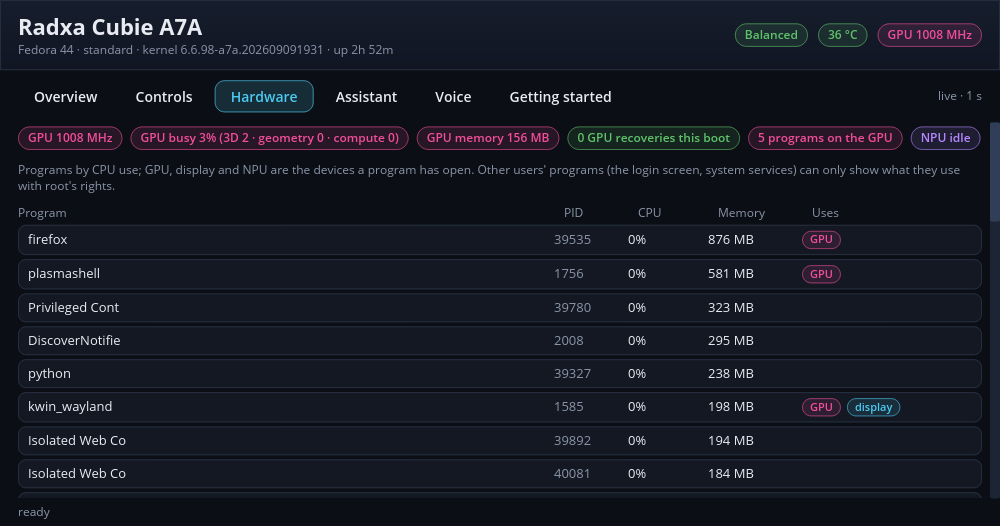 Radxa Cubie A7A
Fedora 44 · standard · kernel 6.6.98-a7a.202609091931 · up 2h 52m
Balanced 36 °C GPU 1008 MHz
Overview Controls Hardware Assistant Voice Getting started live · 1 s
GPU 1008 MHz GPU busy 3% (3D 2 · geometry 0 · compute 0) GPU memory 156 MB 0 GPU recoveries this boot 5 programs on the GPU NPU idle
Programs by CPU use; GPU, display and NPU are the devices a program has open. Other users' programs (the login screen, system services) can only show what they use
with root's rights.
Program PID CPU Memory Uses
firefox 39535 0% 876 MB GPU
plasmashell 1756 0% 581 MB GPU
Privileged Cont 39780 0% 323 MB
DiscoverNotifie 2008 0% 295 MB
python 39327 0% 238 MB
kwin_wayland 1585 0% 198 MB GPU display
Isolated Web Co 39892 0% 194 MB
Isolated Web Co 40081 0% 184 MB
ready